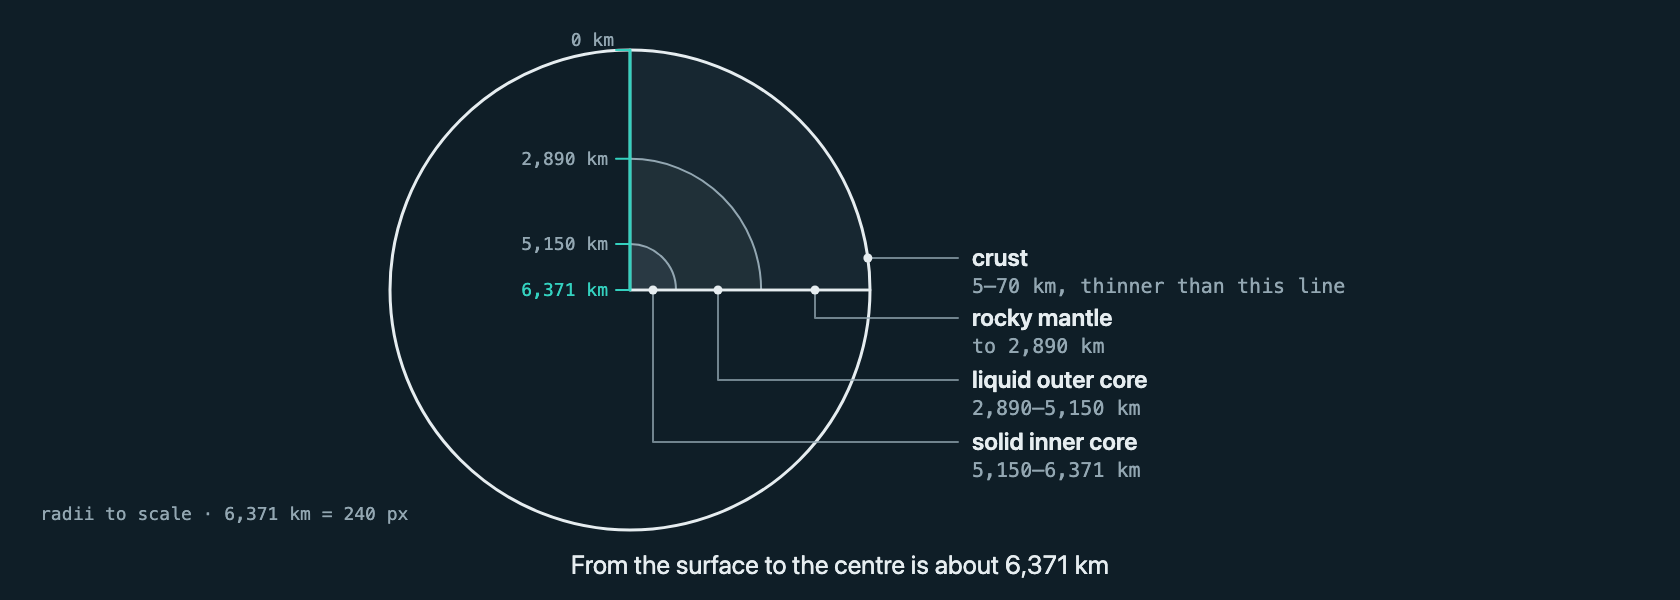 0 km
2,890 km
5,150 km
6,371 km
crust
5–70 km, thinner than this line
rocky mantle
to 2,890 km
liquid outer core
2,890–5,150 km
solid inner core
5,150–6,371 km
radii to scale · 6,371 km = 240 px
From the surface to the centre is about 6,371 km